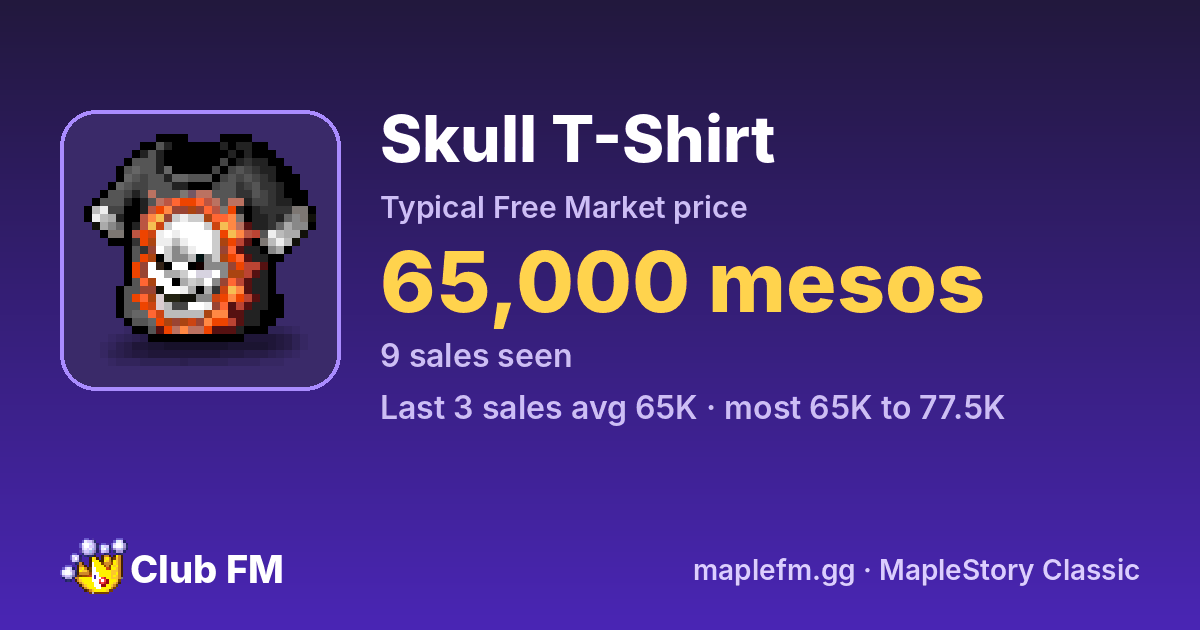 Skull T-Shirt
Typical Free Market price
65,000 mesos
9 sales seen
Last 3 sales avg 65K · most 65K to 77.5K
Club FM
maplefm.gg · MapleStory Classic